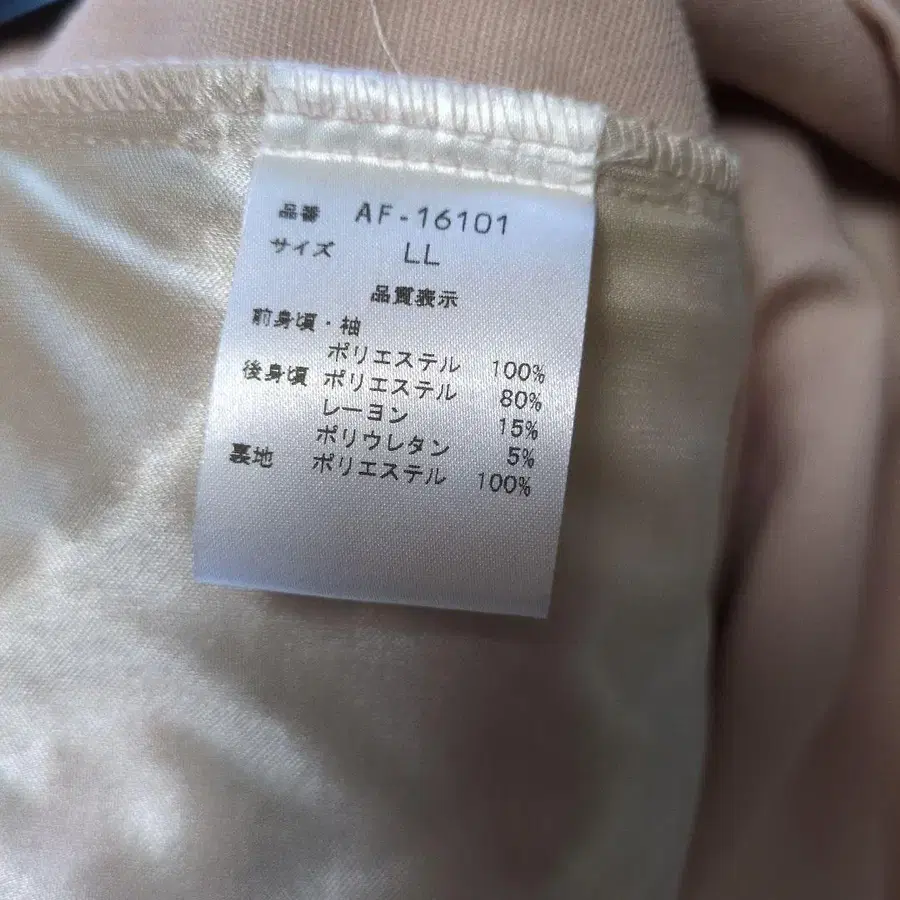 品番 AF-16101
サイズ LL
品質表示
前身頃・袖
ポリエステル 100%
後身頃 ポリエステル 80%
レーヨン 15%
ポリウレタン 5%
裏地 ポリエステル 100%